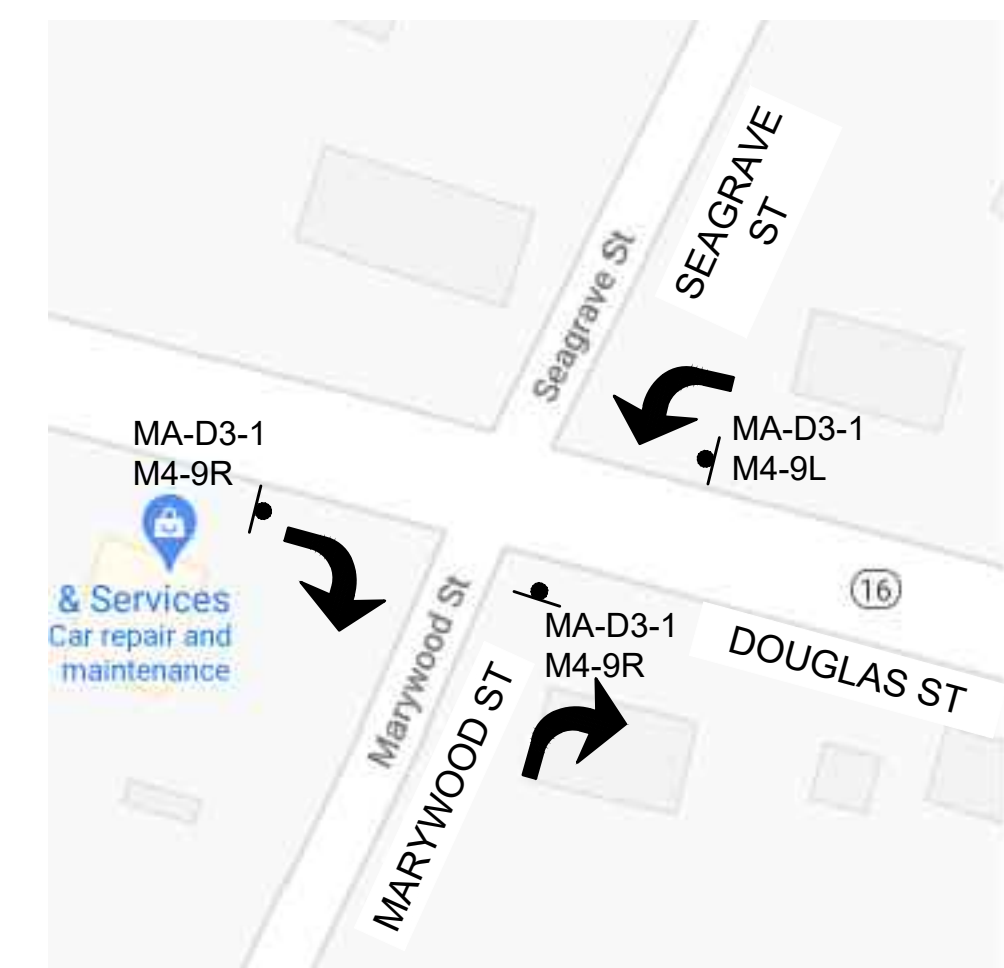 SEAGRAVE
ST
Seagrave St
MA-D3-1
M4-9L
MA-D3-1
M4-9R
16
& Services
Car repair and
maintenance
Marywood St
MA-D3-1
M4-9R
DOUGLAS ST
MARYWOOD ST